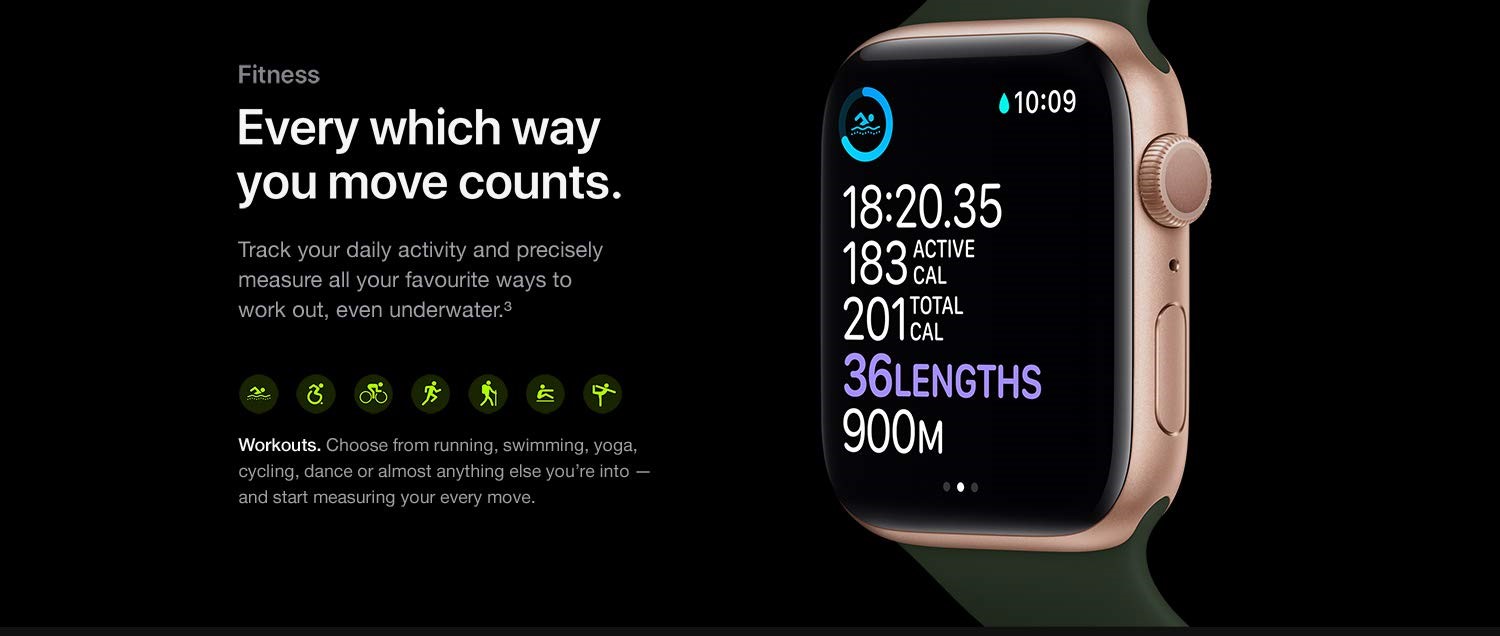 Fitness
Every which way
you move counts.
Track your daily activity and precisely
measure all your favourite ways to
work out, even underwater.³
Workouts. Choose from running, swimming, yoga,
cycling, dance or almost anything else you’re into —
and start measuring your every move.
10:09
18:20.35
183 ACTIVE
CAL
201 TOTAL
CAL
36LENGTHS
900M